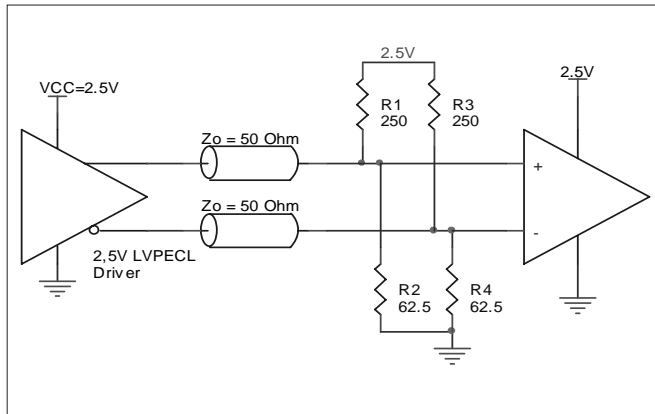 2.5V
VCC=2.5V
2.5V
R1
250
R3
250
Zo = 50 Ohm
+
Zo = 50 Ohm
-
2,5V LVPECL
Driver
R2
62.5
R4
62.5